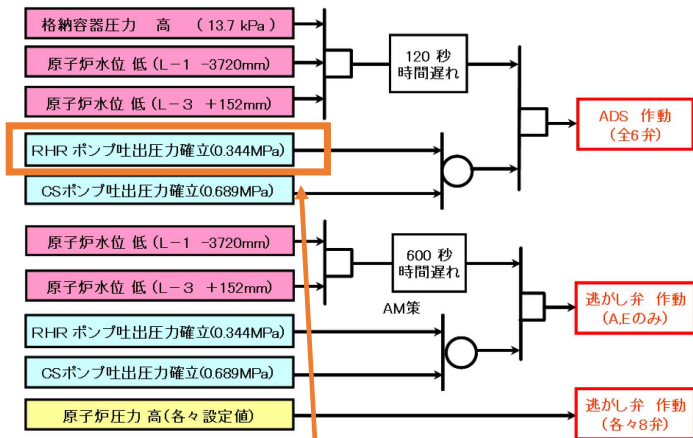 格納容器圧力 高 （13.7 kPa）
原子炉水位 低（L－1 -3720mm）
原子炉水位 低（L－3 ＋152mm）
120 秒
時間遅れ
RHR ポンプ吐出圧力確立(0.344MPa)
CSポンプ吐出圧力確立(0.689MPa)
ADS 作動
(全6弁)
原子炉水位 低（L－1 -3720mm)
原子炉水位 低（L－3 ＋152mm)
600 秒
時間遅れ
AM策
RHRポンプ吐出圧力確立(0.344MPa)
CSポンプ吐出圧力確立(0.689MPa)
逃がし弁 作動
(A,Eのみ)
原子炉圧力 高(各々設定値)
逃がし弁 作動
(各々8弁)